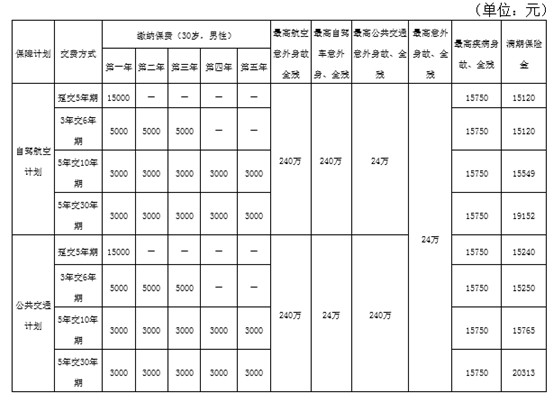 (单位：元)
保障计划 交费方式 缴纳保费（30岁，男性） 最高航空意外身故全残 最高自驾车意外身、全残 最高公共交通意外身故、全残 最高意外身故、全残 最高疾病身故、全残 满期保险金
第一年 第二年 第三年 第四年 第五年
自驾航空计划 趸交5年期 15000 — — — — 240万 240万 24万 24万 15750 15120
3年交6年期 5000 5000 5000 — — 15750 15120
5年交10年期 3000 3000 3000 3000 3000 15750 15549
5年交30年期 3000 3000 3000 3000 3000 15750 19152
公共交通计划 趸交5年期 15000 — — — — 240万 24万 240万 15750 15240
3年交6年期 5000 5000 5000 — — 15750 15250
5年交10年期 3000 3000 3000 3000 3000 15750 15765
5年交30年期 3000 3000 3000 3000 3000 15750 20313